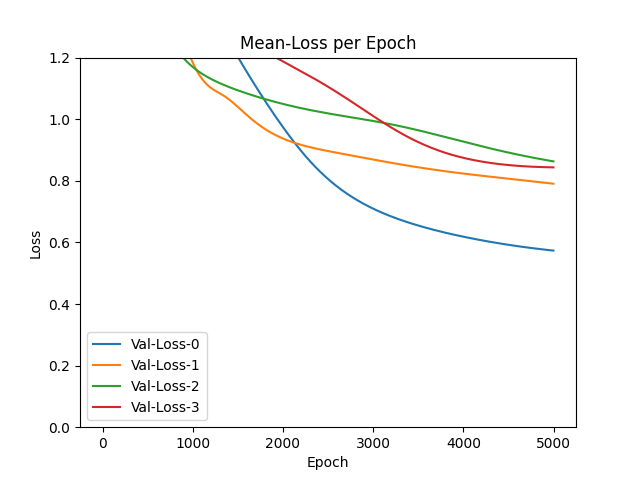 Mean-Loss per Epoch
1.2
1.0
0.8
0.6
0.4
0.2
0.0
Loss
Val-Loss-0
Val-Loss-1
Val-Loss-2
Val-Loss-3
0 1000 2000 3000 4000 5000
Epoch